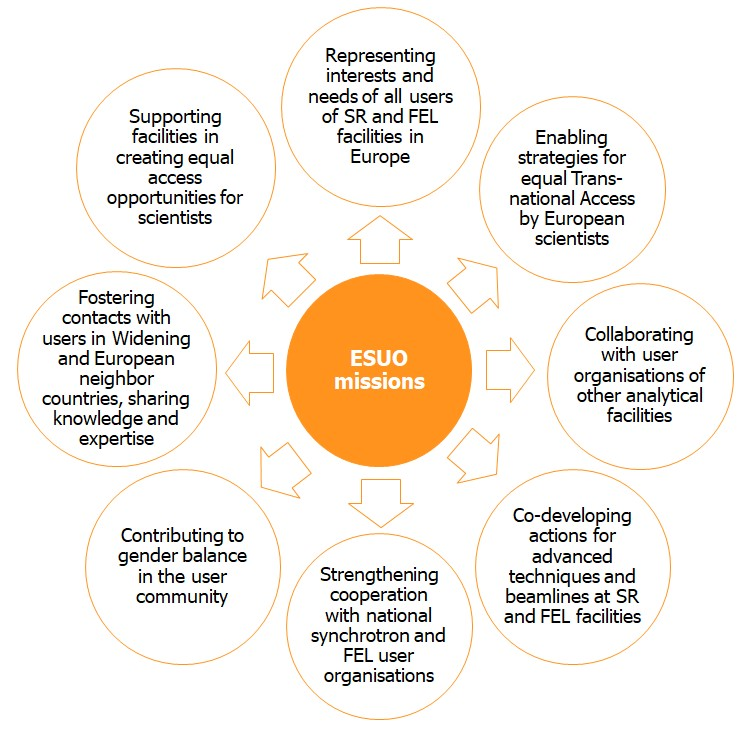 Representing
interests and
needs of all users
of SR and FEL
facilities in
Europe
Enabling
strategies for
equal Trans-
national Access
by European
scientists
Collaborating
with user
organisations of
other analytical
facilities
Co-developing
actions for
advanced
techniques and
beamlines at SR
and FEL facilities
Strengthening
cooperation
with national
synchrotron and
FEL user
organisations
Contributing to
gender balance
in the user
community
Fostering
contacts with
users in Widening
and European
neighbor
countries, sharing
knowledge and
expertise
Supporting
facilities in
creating equal
access
opportunities for
scientists
ESUO
missions